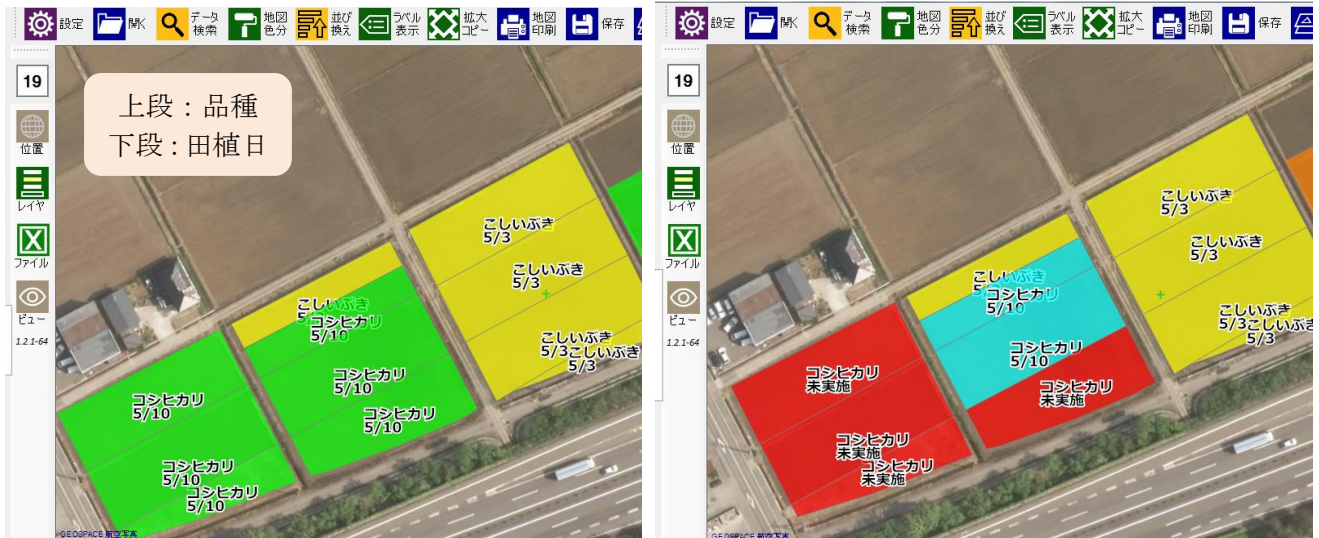 設定
開く
データ
検索
地図
色分
並び
換え
ラベル
表示
拡大
コピー
地図
印刷
保存
19
位置
レイヤ
ファイル
ビュー
1.2.1-64
上段：品種
下段：田植日
こしいぶき
5/3
こしいぶき
5/3
こしいぶき
5/3
こしいぶき
5/3
こしいぶき
コシヒカリ
5/10
コシヒカリ
5/10
コシヒカリ
5/10
コシヒカリ
5/10
コシヒカリ
5/10
コシヒカリ
5/10
GEOSPACE 航空写真
設定
開く
データ
検索
地図
色分
並び
換え
ラベル
表示
拡大
コピー
地図
印刷
保存
19
位置
レイヤ
ファイル
ビュー
1.2.1-64
こしいぶき
5/3
こしいぶき
5/3
こしいぶき
5/3
こしいぶき
5/3
こしいぶき
コシヒカリ
5/10
コシヒカリ
5/10
コシヒカリ
未実施
コシヒカリ
未実施
コシヒカリ
未実施
コシヒカリ
未実施
GEOSPACE 航空写真